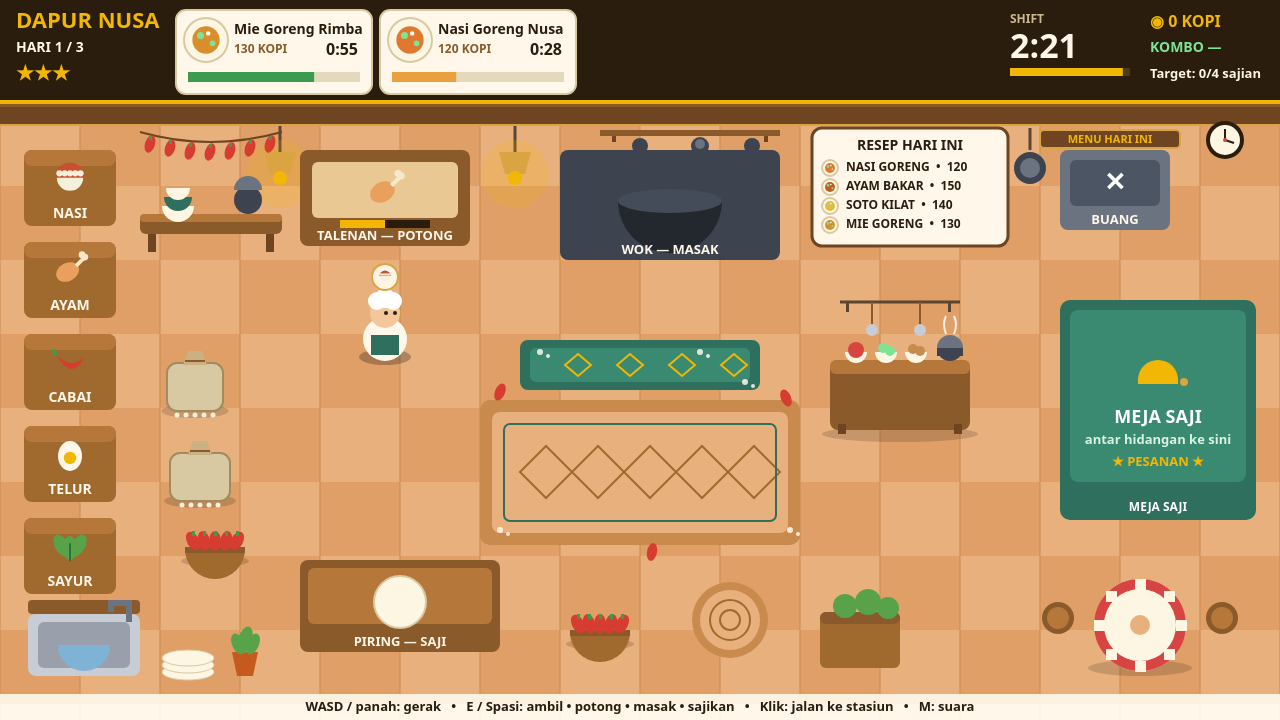 DAPUR NUSA
HARI 1 / 3
★★★
Mie Goreng Rimba
130 KOPI 0:55
Nasi Goreng Nusa
120 KOPI 0:28
SHIFT
2:21
◉ 0 KOPI
KOMBO —
Target: 0/4 sajian
MENU HARI INI
RESEP HARI INI
NASI GORENG • 120
AYAM BAKAR • 150
SOTO KILAT • 140
MIE GORENG • 130
NASI
AYAM
CABAI
TELUR
SAYUR
TALENAN — POTONG
WOK — MASAK
✕
BUANG
MEJA SAJI
antar hidangan ke sini
★ PESANAN ★
MEJA SAJI
PIRING — SAJI
WASD / panah: gerak • E / Spasi: ambil • potong • masak • sajikan • Klik: jalan ke stasiun • M: suara